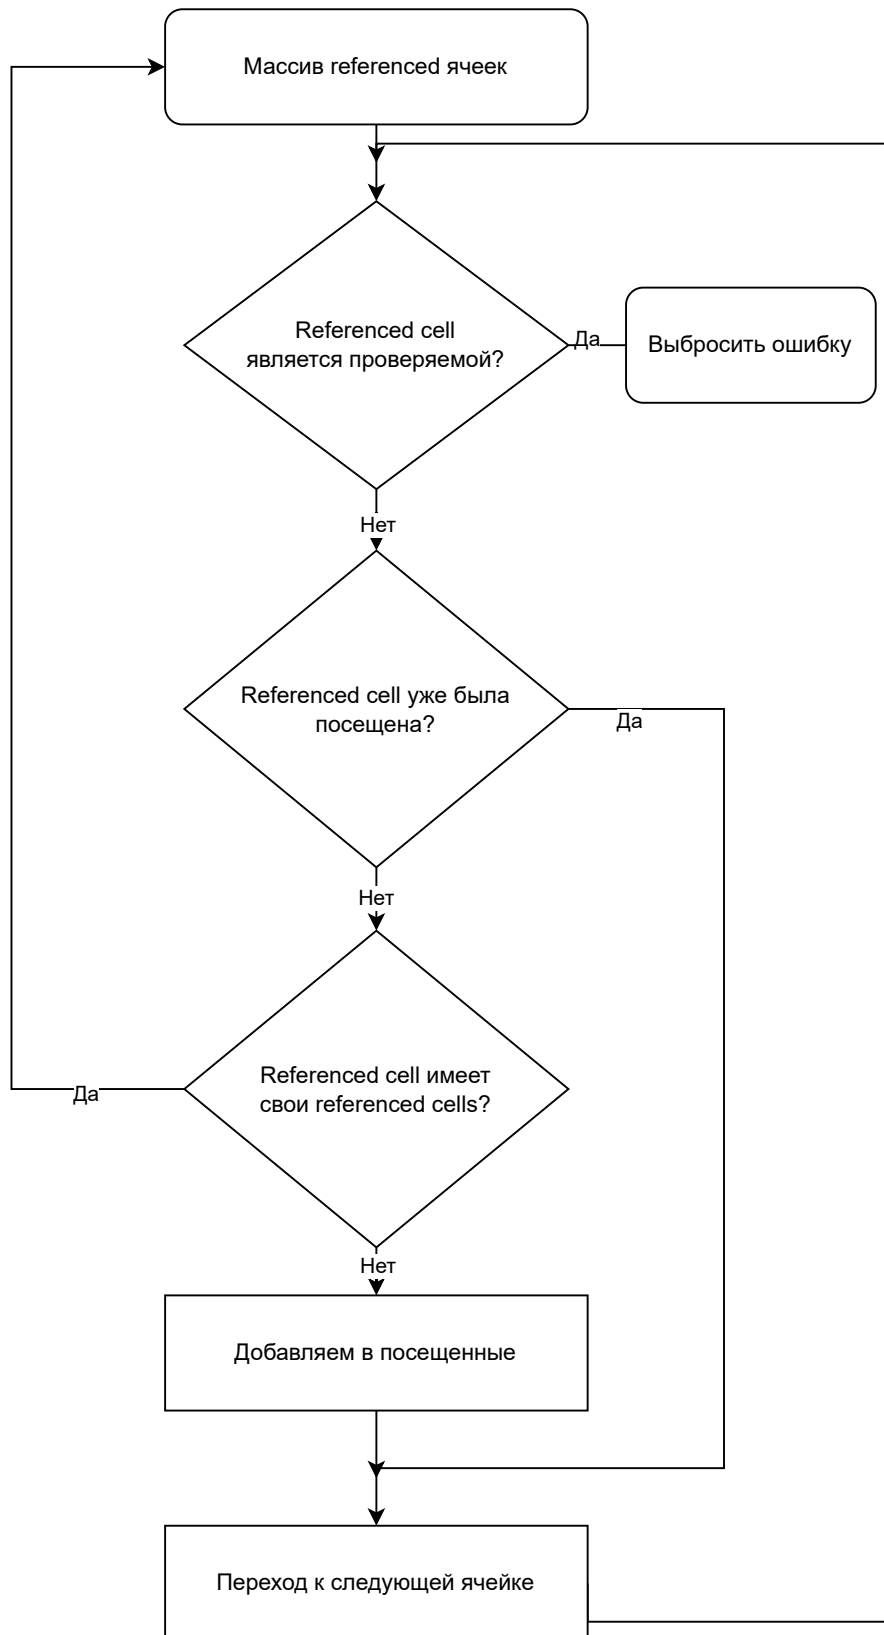 Массив referenced ячеек
Referenced cell
является проверяемой?
Да
Выбросить ошибку
Нет
Referenced cell уже была
посещена?
Да
Нет
Referenced cell имеет
свои referenced cells?
Да
Нет
Добавляем в посещенные
Переход к следующей ячейке